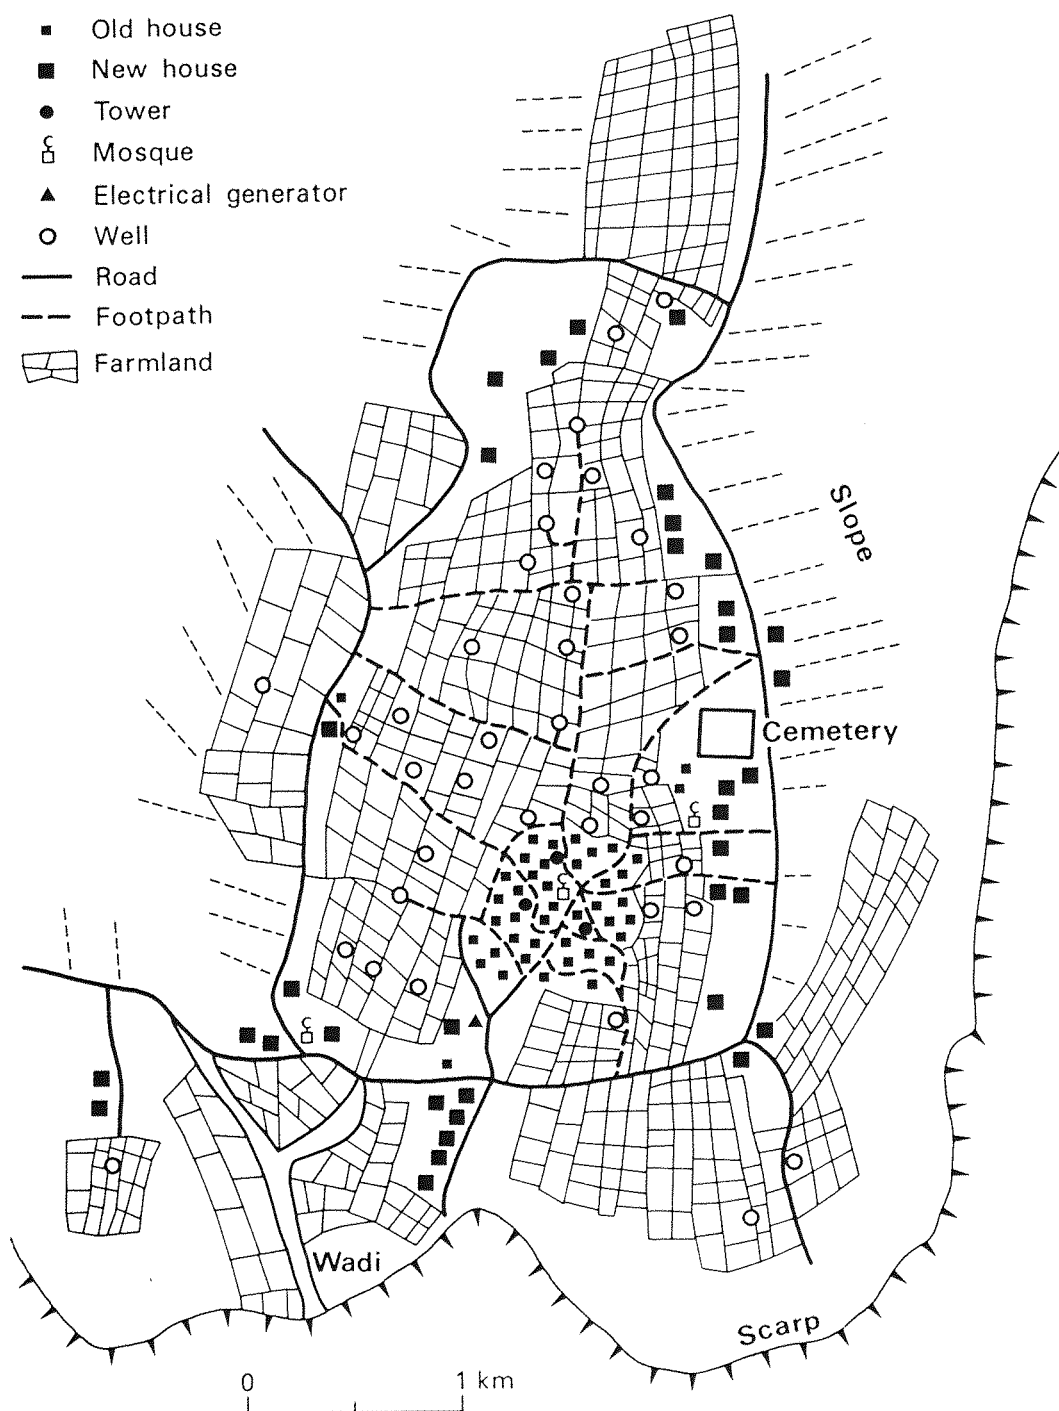 Old house
New house
Tower
Mosque
Electrical generator
Well
Road
Footpath
Farmland
Slope
Cemetery
Wadi
Scarp
0 1 km